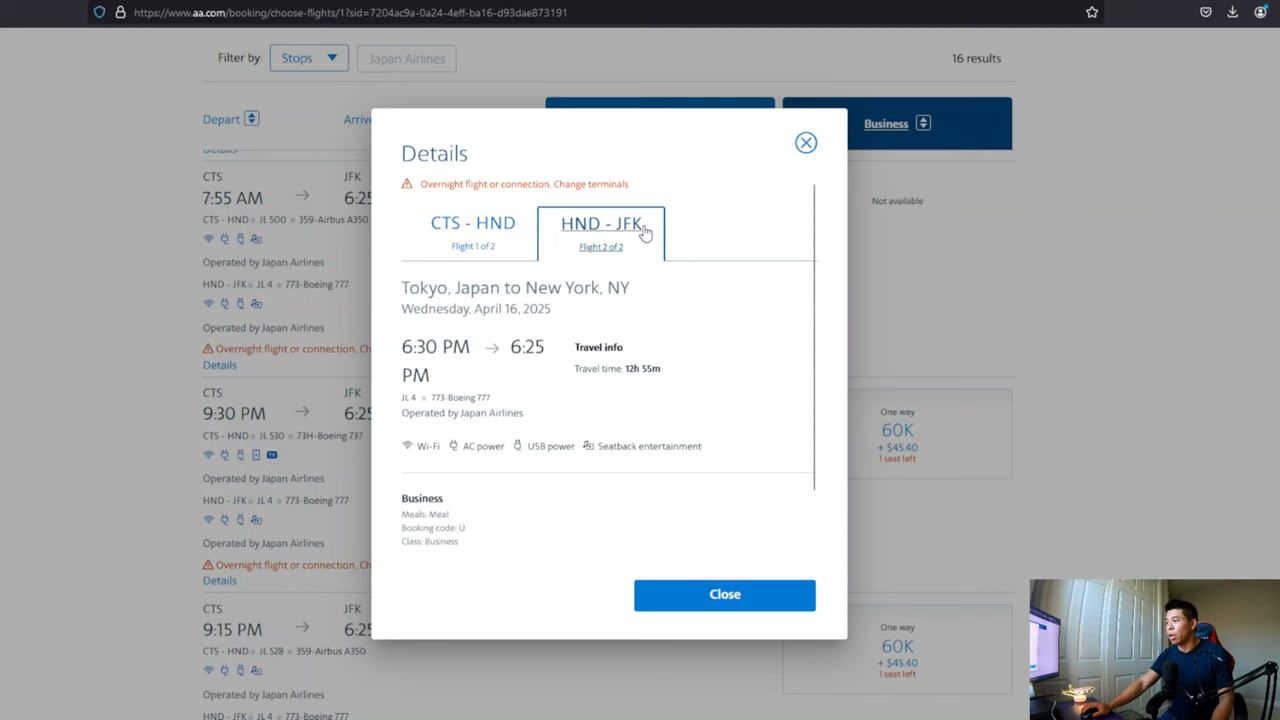 https://www.aa.com/booking/choose-flights/1?sid=7204ac9a-0a24-4eff-ba16-d93dae873191
Filter by:
Stops
Japan Airlines
16 results
Depart
Arrive
Business
Details
CTS
JFK
7:55 AM
6:25
CTS - HND
JL 500
359-Airbus A350
Operated by Japan Airlines
HND - JFK
JL 4
773-Boeing 777
Operated by Japan Airlines
Overnight flight or connection, Ch
Details
Not available
CTS
JFK
9:30 PM
6:25
CTS - HND
JL 530
73H-Boeing 737
Operated by Japan Airlines
HND - JFK
JL 4
773-Boeing 777
Operated by Japan Airlines
Overnight flight or connection, Ch
Details
One way
60K
+ $45.40
1 seat left
CTS
JFK
9:15 PM
6:25
CTS - HND
JL 528
359-Airbus A350
Operated by Japan Airlines
HND - JFK
JL 4
773-Boeing 777
One way
60K
+ $45.40
1 seat left
Details
Overnight flight or connection, Change terminals
CTS - HND
Flight 1 of 2
HND - JFK
Flight 2 of 2
Tokyo, Japan to New York, NY
Wednesday, April 16, 2025
6:30 PM
6:25
PM
Travel info
Travel time: 12h 55m
JL 4
773-Boeing 777
Operated by Japan Airlines
Wi-Fi
AC power
USB power
Seatback entertainment
Business
Meals: Meal
Booking code: U
Class: Business
Close